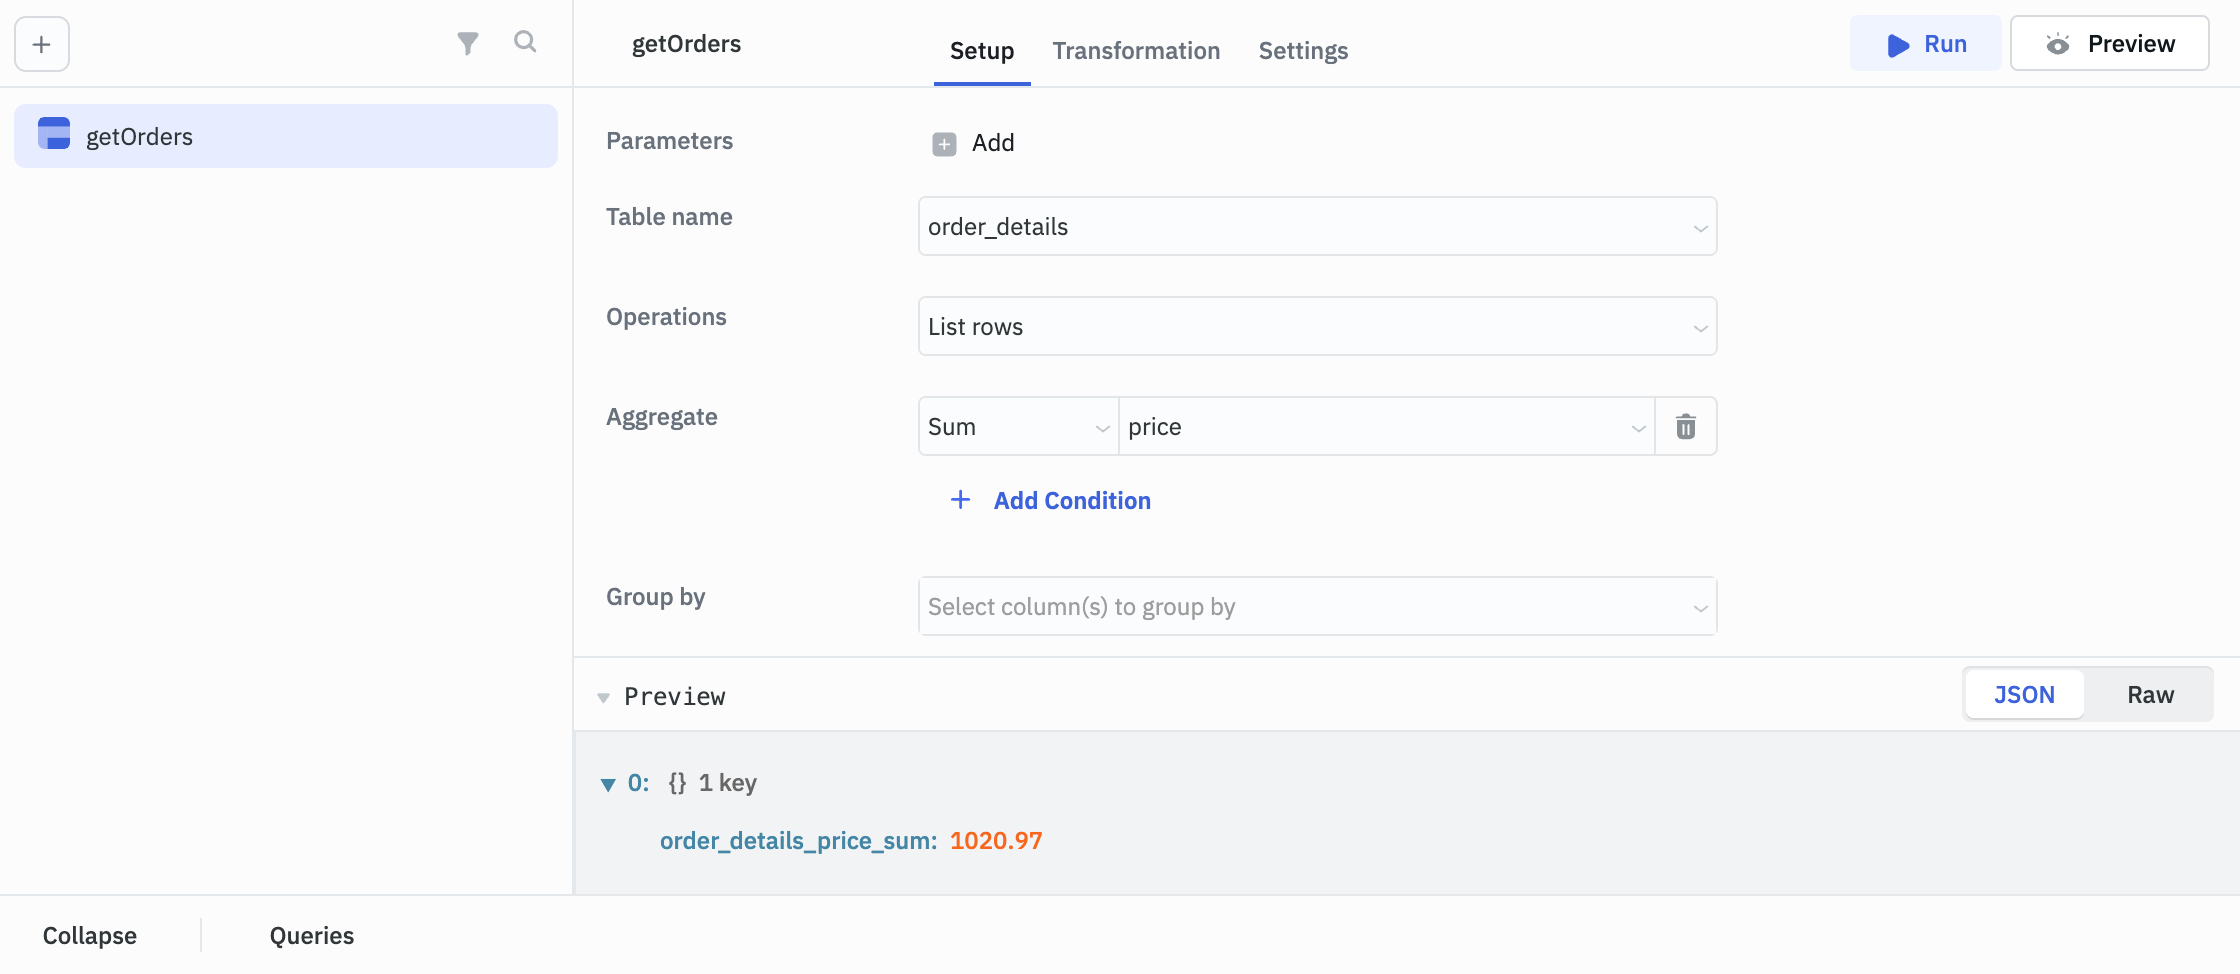 getOrders
Setup
Transformation
Settings
Run
Preview
getOrders
Parameters
Add
Table name
order_details
Operations
List rows
Aggregate
Sum
price
Add Condition
Group by
Select column(s) to group by
Preview
JSON
Raw
0: {} 1 key
order_details_price_sum: 1020.97
Collapse
Queries